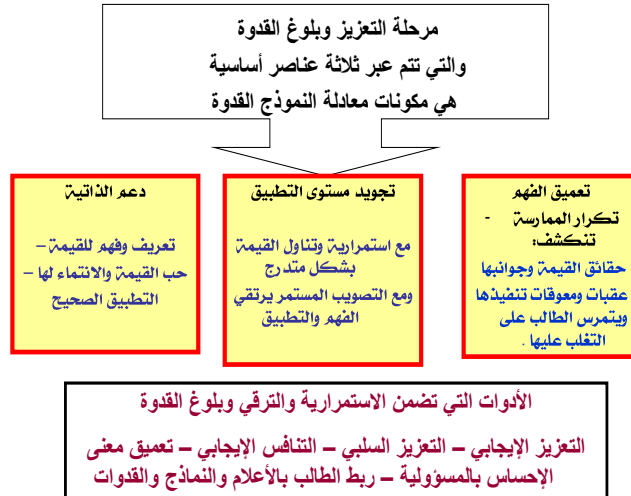 مرحلة التعزيز وبلوغ القدوة
والتي تتم عبر ثلاثة عناصر أساسية
هي مكونات معادلة النموذج القدوة
تعميق الفهم
تكرار الممارسة -
تنكشف:
حقائق القيمة وجوانبها
عقبات ومعوقات تنفيذها
ويتمرس الطالب على
التغلب عليها .
تجويد مستوى التطبيق
مع استمرارية وتناول القيمة
بشكل متدرج
ومع التصويب المستمر يرتقي
الفهم والتطبيق
دعم الذاتية
تعريف وفهم للقيمة –
حب القيمة والانتماء لها –
التطبيق الصحيح
الأدوات التي تضمن الاستمرارية والترقي وبلوغ القدوة
التعزيز الإيجابي – التعزيز السلبي – التنافس الإيجابي – تعميق معنى
الإحساس بالمسؤولية – ربط الطالب بالأعلام والنماذج والقدوات